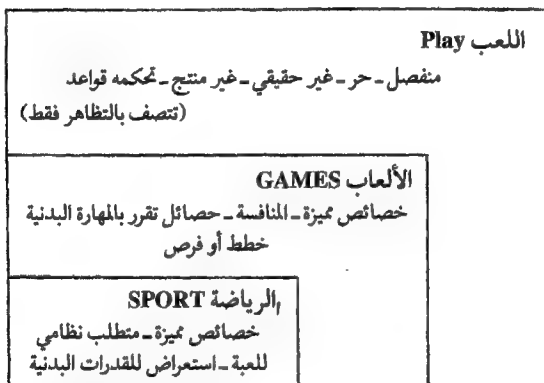 اللعب Play
منفصل ـ حر ـ غير حقيقي ـ غير منتج ـ تحكمه قواعد
(تتصف بالتظاهر فقط)
الألعاب GAMES
خصائص مميزة ـ المنافسة ـ حصائل تقرر بالمهارة البدنية
خطط أو فرص
الرياضة SPORT
خصائص مميزة ـ متطلب نظامي
للعبة ـ استعراض للقدرات البدنية